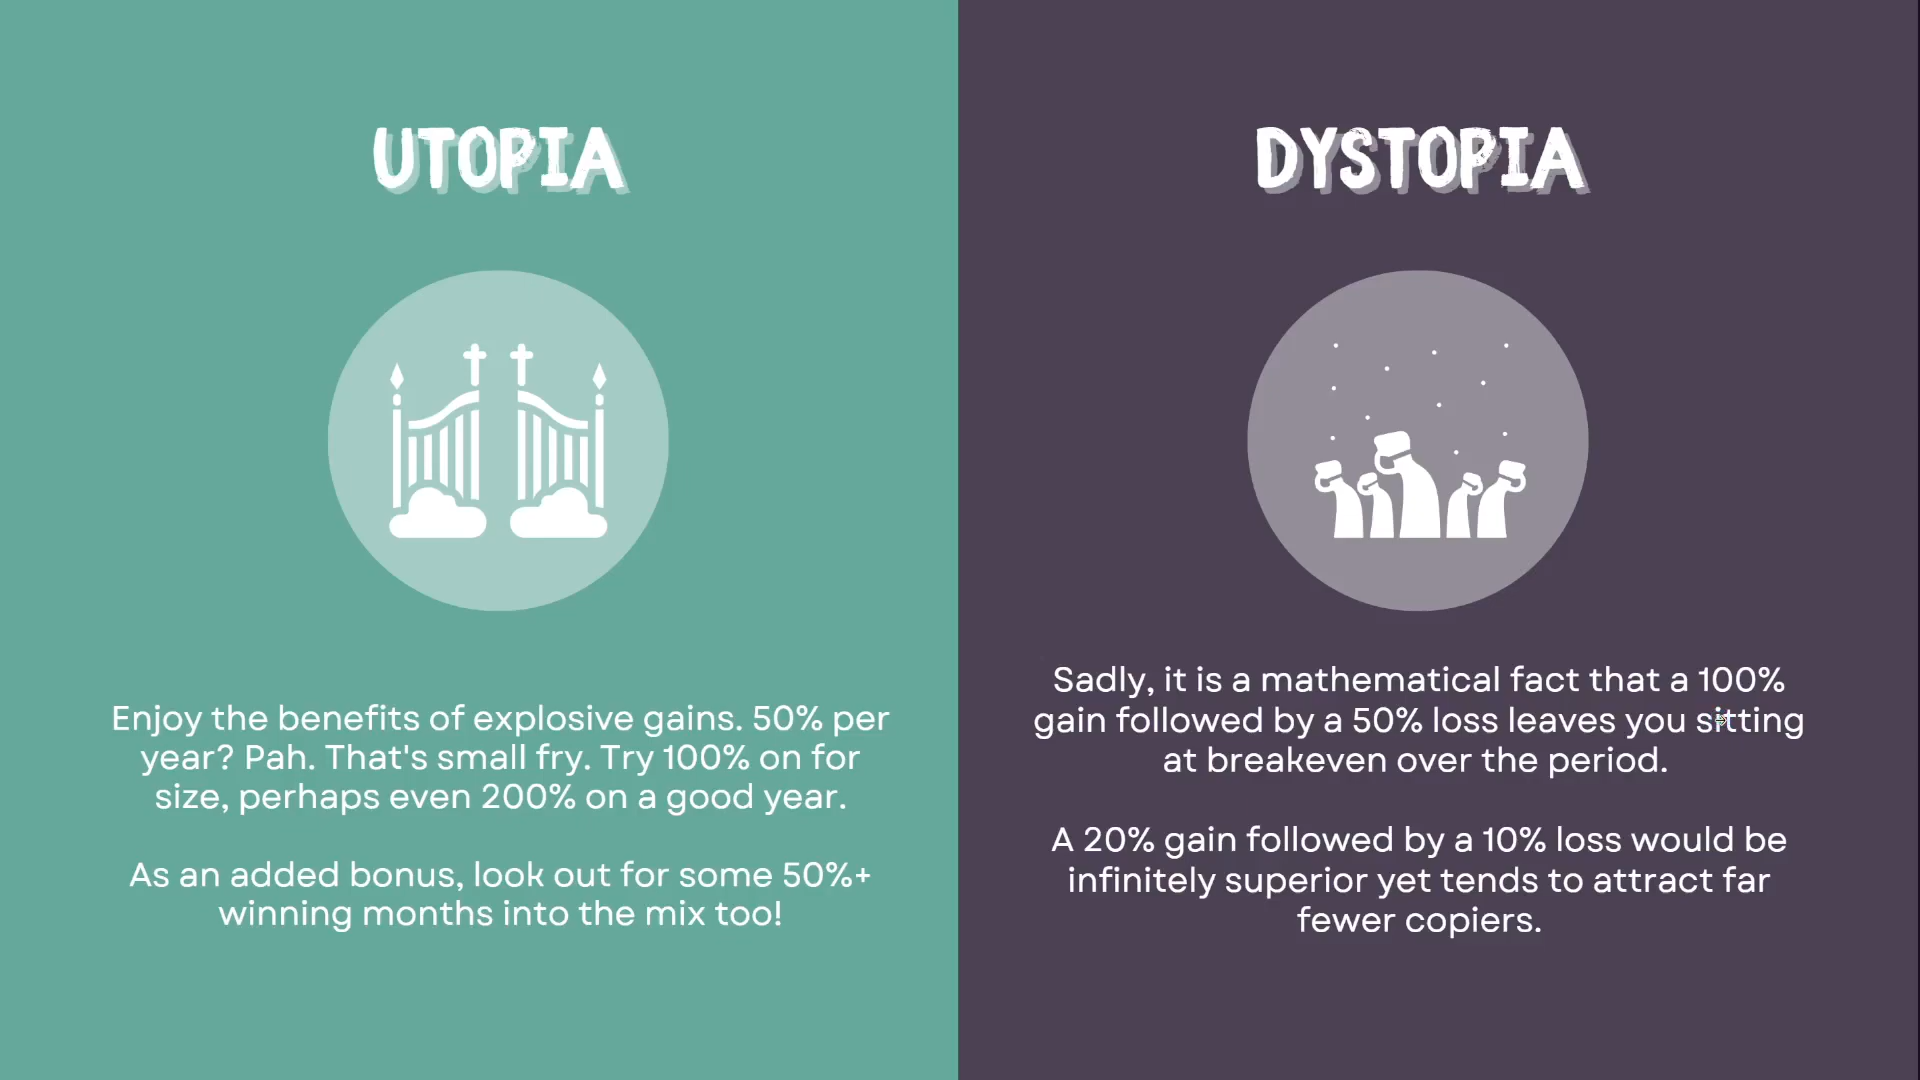 UTOPIA
Enjoy the benefits of explosive gains. 50% per
year? Pah. That's small fry. Try 100% on for
size, perhaps even 200% on a good year.
As an added bonus, look out for some 50%+
winning months into the mix too!
DYSTOPIA
Sadly, it is a mathematical fact that a 100%
gain followed by a 50% loss leaves you sitting
at breakeven over the period.
A 20% gain followed by a 10% loss would be
infinitely superior yet tends to attract far
fewer copiers.